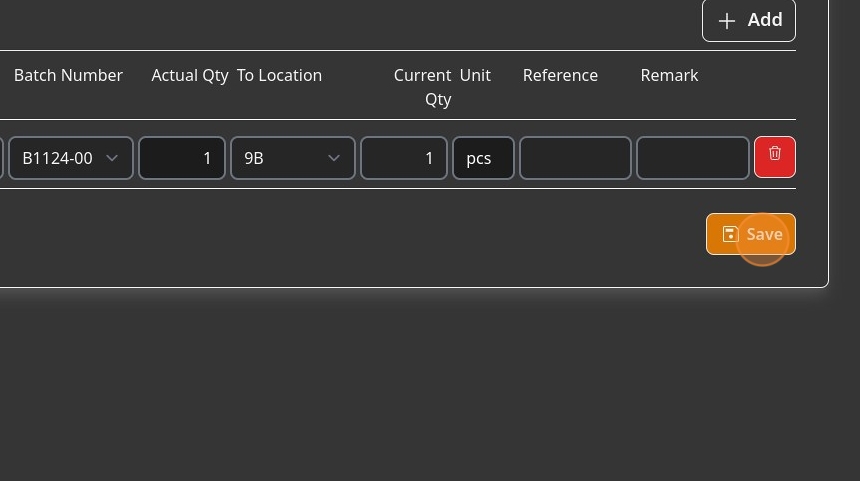 Add
Batch Number Actual Qty To Location Current Qty Unit Reference Remark
B1124-00 1 9B 1 pcs
Save